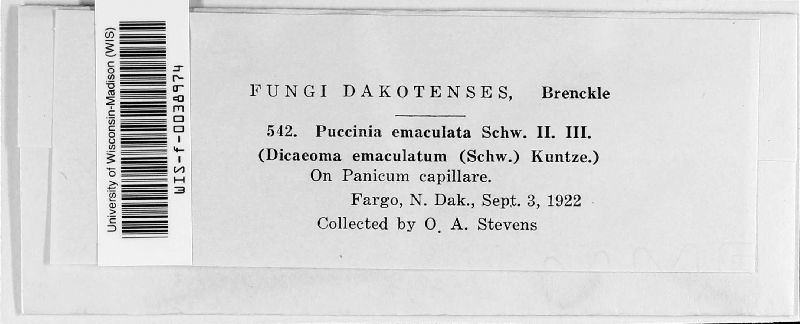 University of Wisconsin-Madison (WIS)
WIS-f-0038974
FUNGI DAKOTENSES, Brenckle
542. Puccinia emaculata Schw. II. III.
(Dicaeoma emaculatum (Schw.) Kuntze.)
On Panicum capillare.
Fargo, N. Dak., Sept. 3, 1922
Collected by O. A. Stevens